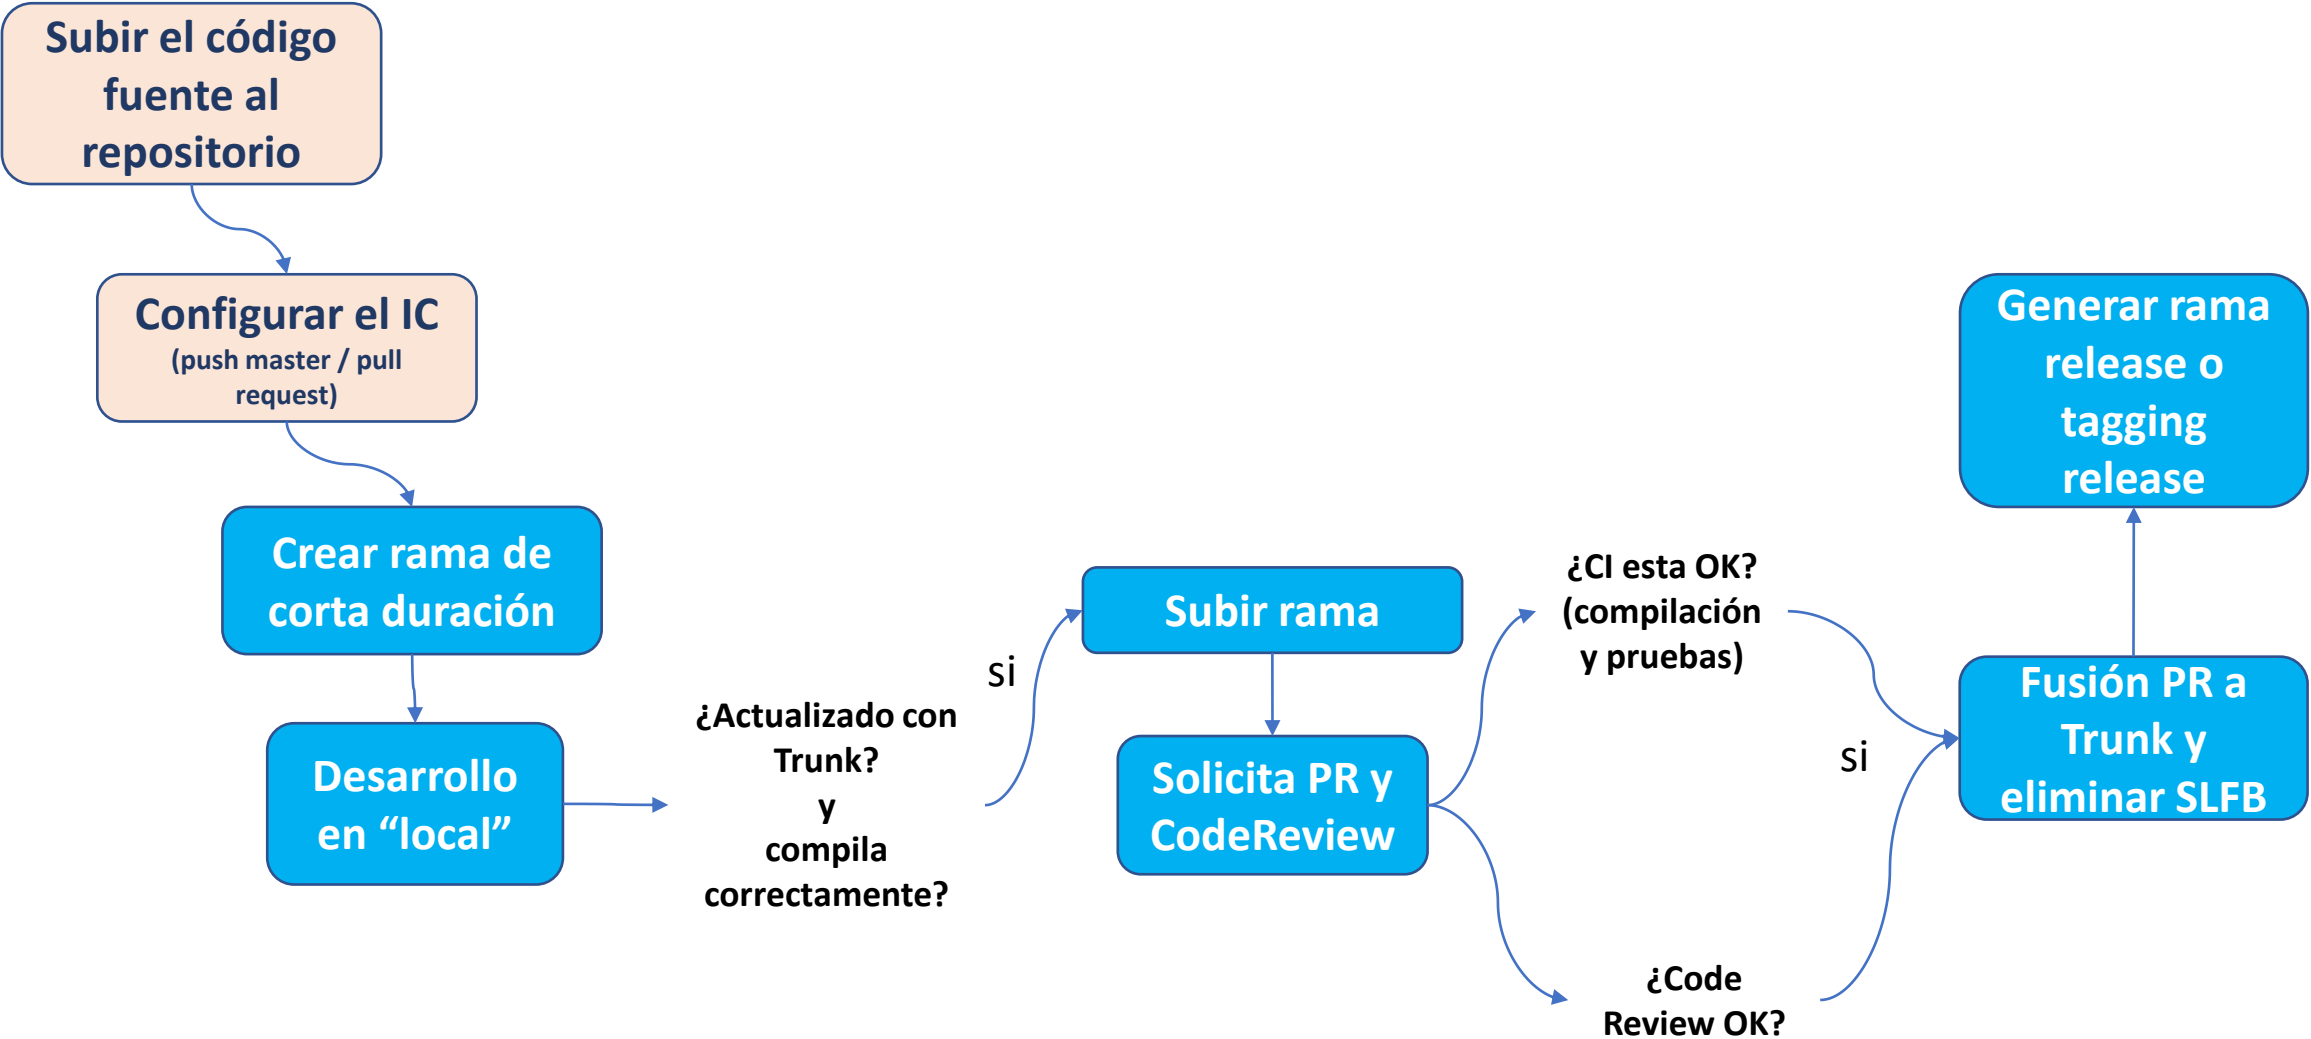 Subir el código
fuente al
repositorio
Configurar el IC
(push master / pull
request)
Crear rama de
corta duración
Desarrollo
en “local”
¿Actualizado con
Trunk?
y
compila
correctamente?
si
Subir rama
Solicita PR y
CodeReview
¿CI esta OK?
(compilación
y pruebas)
¿Code
Review OK?
si
Fusión PR a
Trunk y
eliminar SLFB
Generar rama
release o
tagging
release